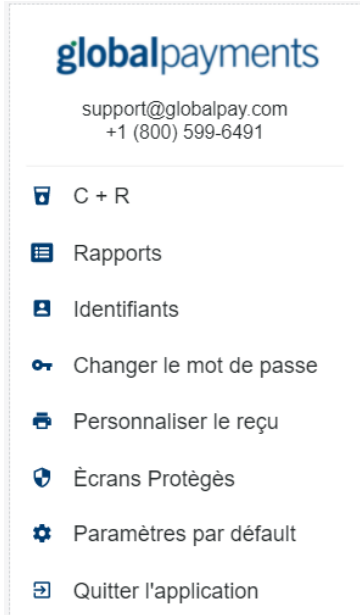 globalpayments
support@globalpay.com
+1 (800) 599-6491
C + R
Rapports
Identifiants
Changer le mot de passe
Personnaliser le reçu
Ècrans Protègès
Paramètres par défault
Quitter l'application